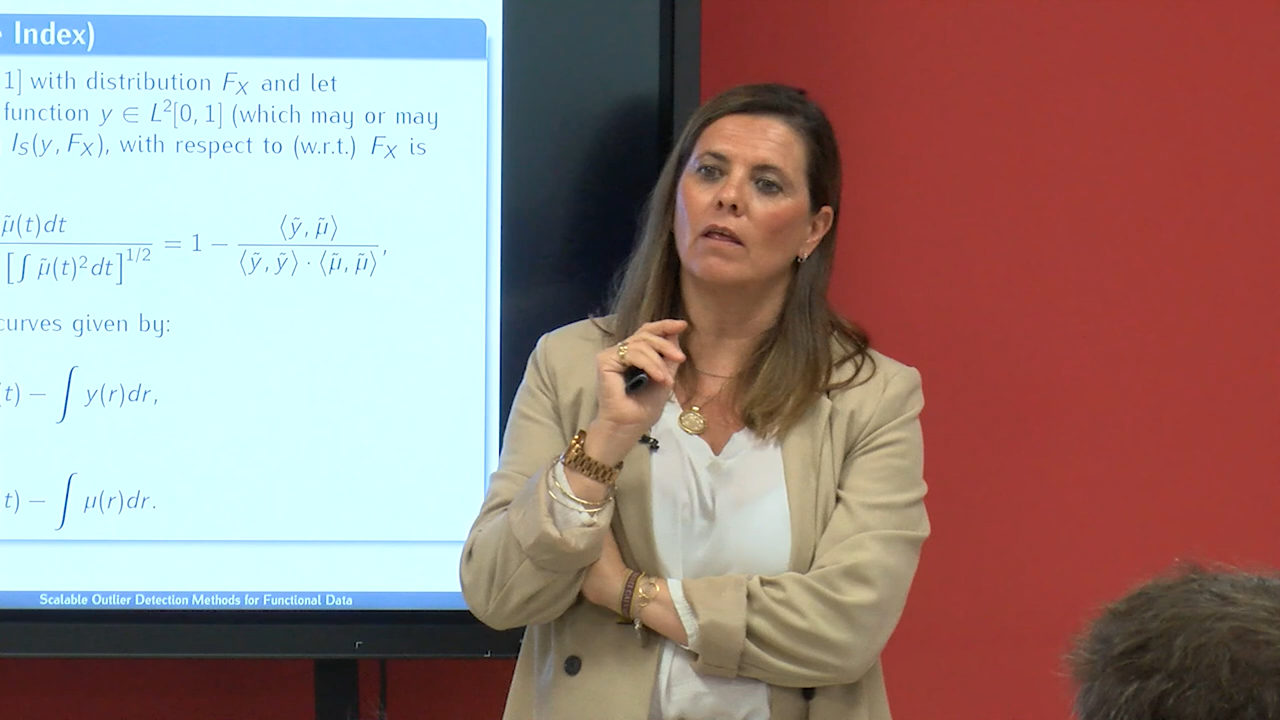 Index)
1] with distribution F_X and let
function y ∈ L²[0, 1] (which may or may
I_S(y, F_X), with respect to (w.r.t.) F_X is
μ̃(t)dt / [∫ μ̃(t)²dt]^{1/2} = 1 − ⟨ỹ, μ̃⟩ / ⟨ỹ, ỹ⟩ · ⟨μ̃, μ̃⟩,
curves given by:
(t) − ∫ y(r)dr,
t) − ∫ μ(r)dr.
Scalable Outlier Detection Methods for Functional Data